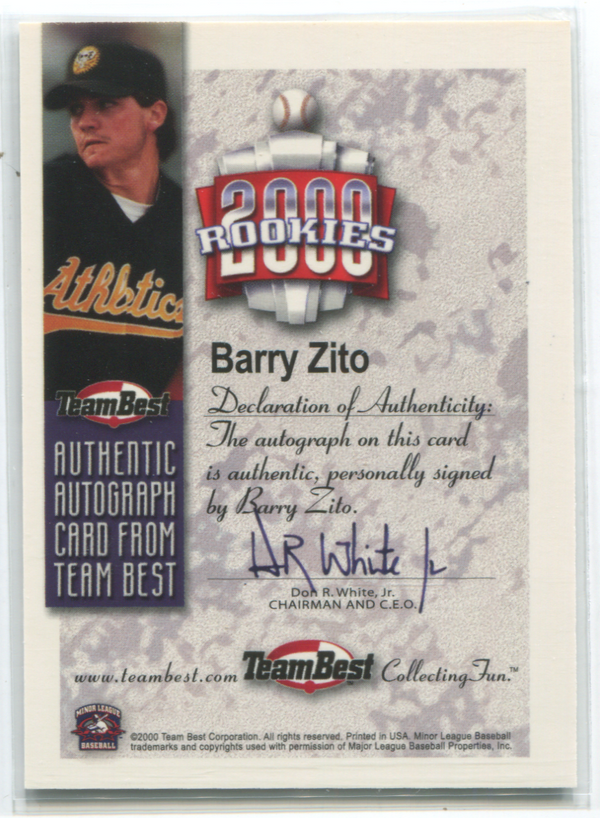 2000
ROOKIES
Athletics
Barry Zito
TeamBest
Declaration of Authenticity:
The autograph on this card
is authentic, personally signed
by Barry Zito.
AUTHENTIC
AUTOGRAPH
CARD FROM
TEAM BEST
DR White Jr
Don R. White, Jr.
CHAIRMAN AND C.E.O.
www.teambest.com TeamBest Collecting Fun.™
MINOR LEAGUE
BASEBALL
©2000 Team Best Corporation. All rights reserved. Printed in USA. Minor League Baseball
trademarks and copyrights used with permission of Major League Baseball Properties, Inc.